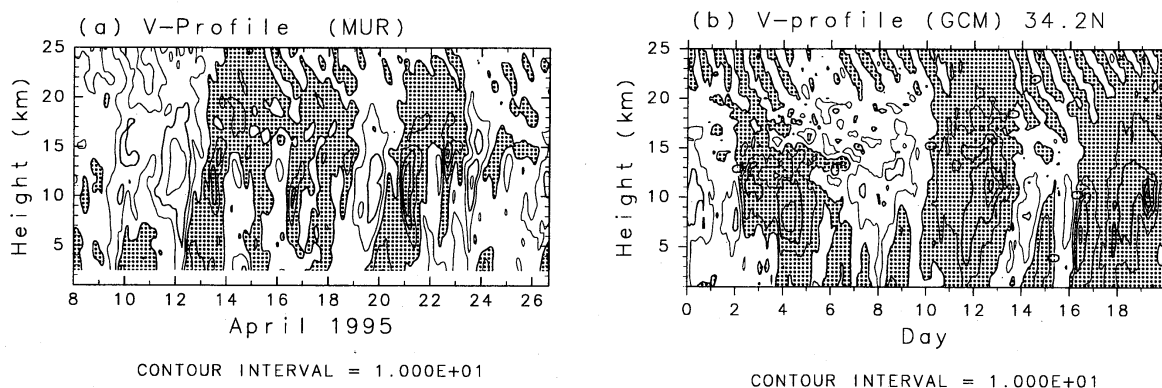 (a) V-Profile (MUR)
25
20
15
10
5
Height (km)
8 10 12 14 16 18 20 22 24 26
April 1995
CONTOUR INTERVAL = 1.000E+01
(b) V-profile (GCM) 34.2N
25
20
15
10
5
Height (km)
0 2 4 6 8 10 12 14 16 18
Day
CONTOUR INTERVAL = 1.000E+01